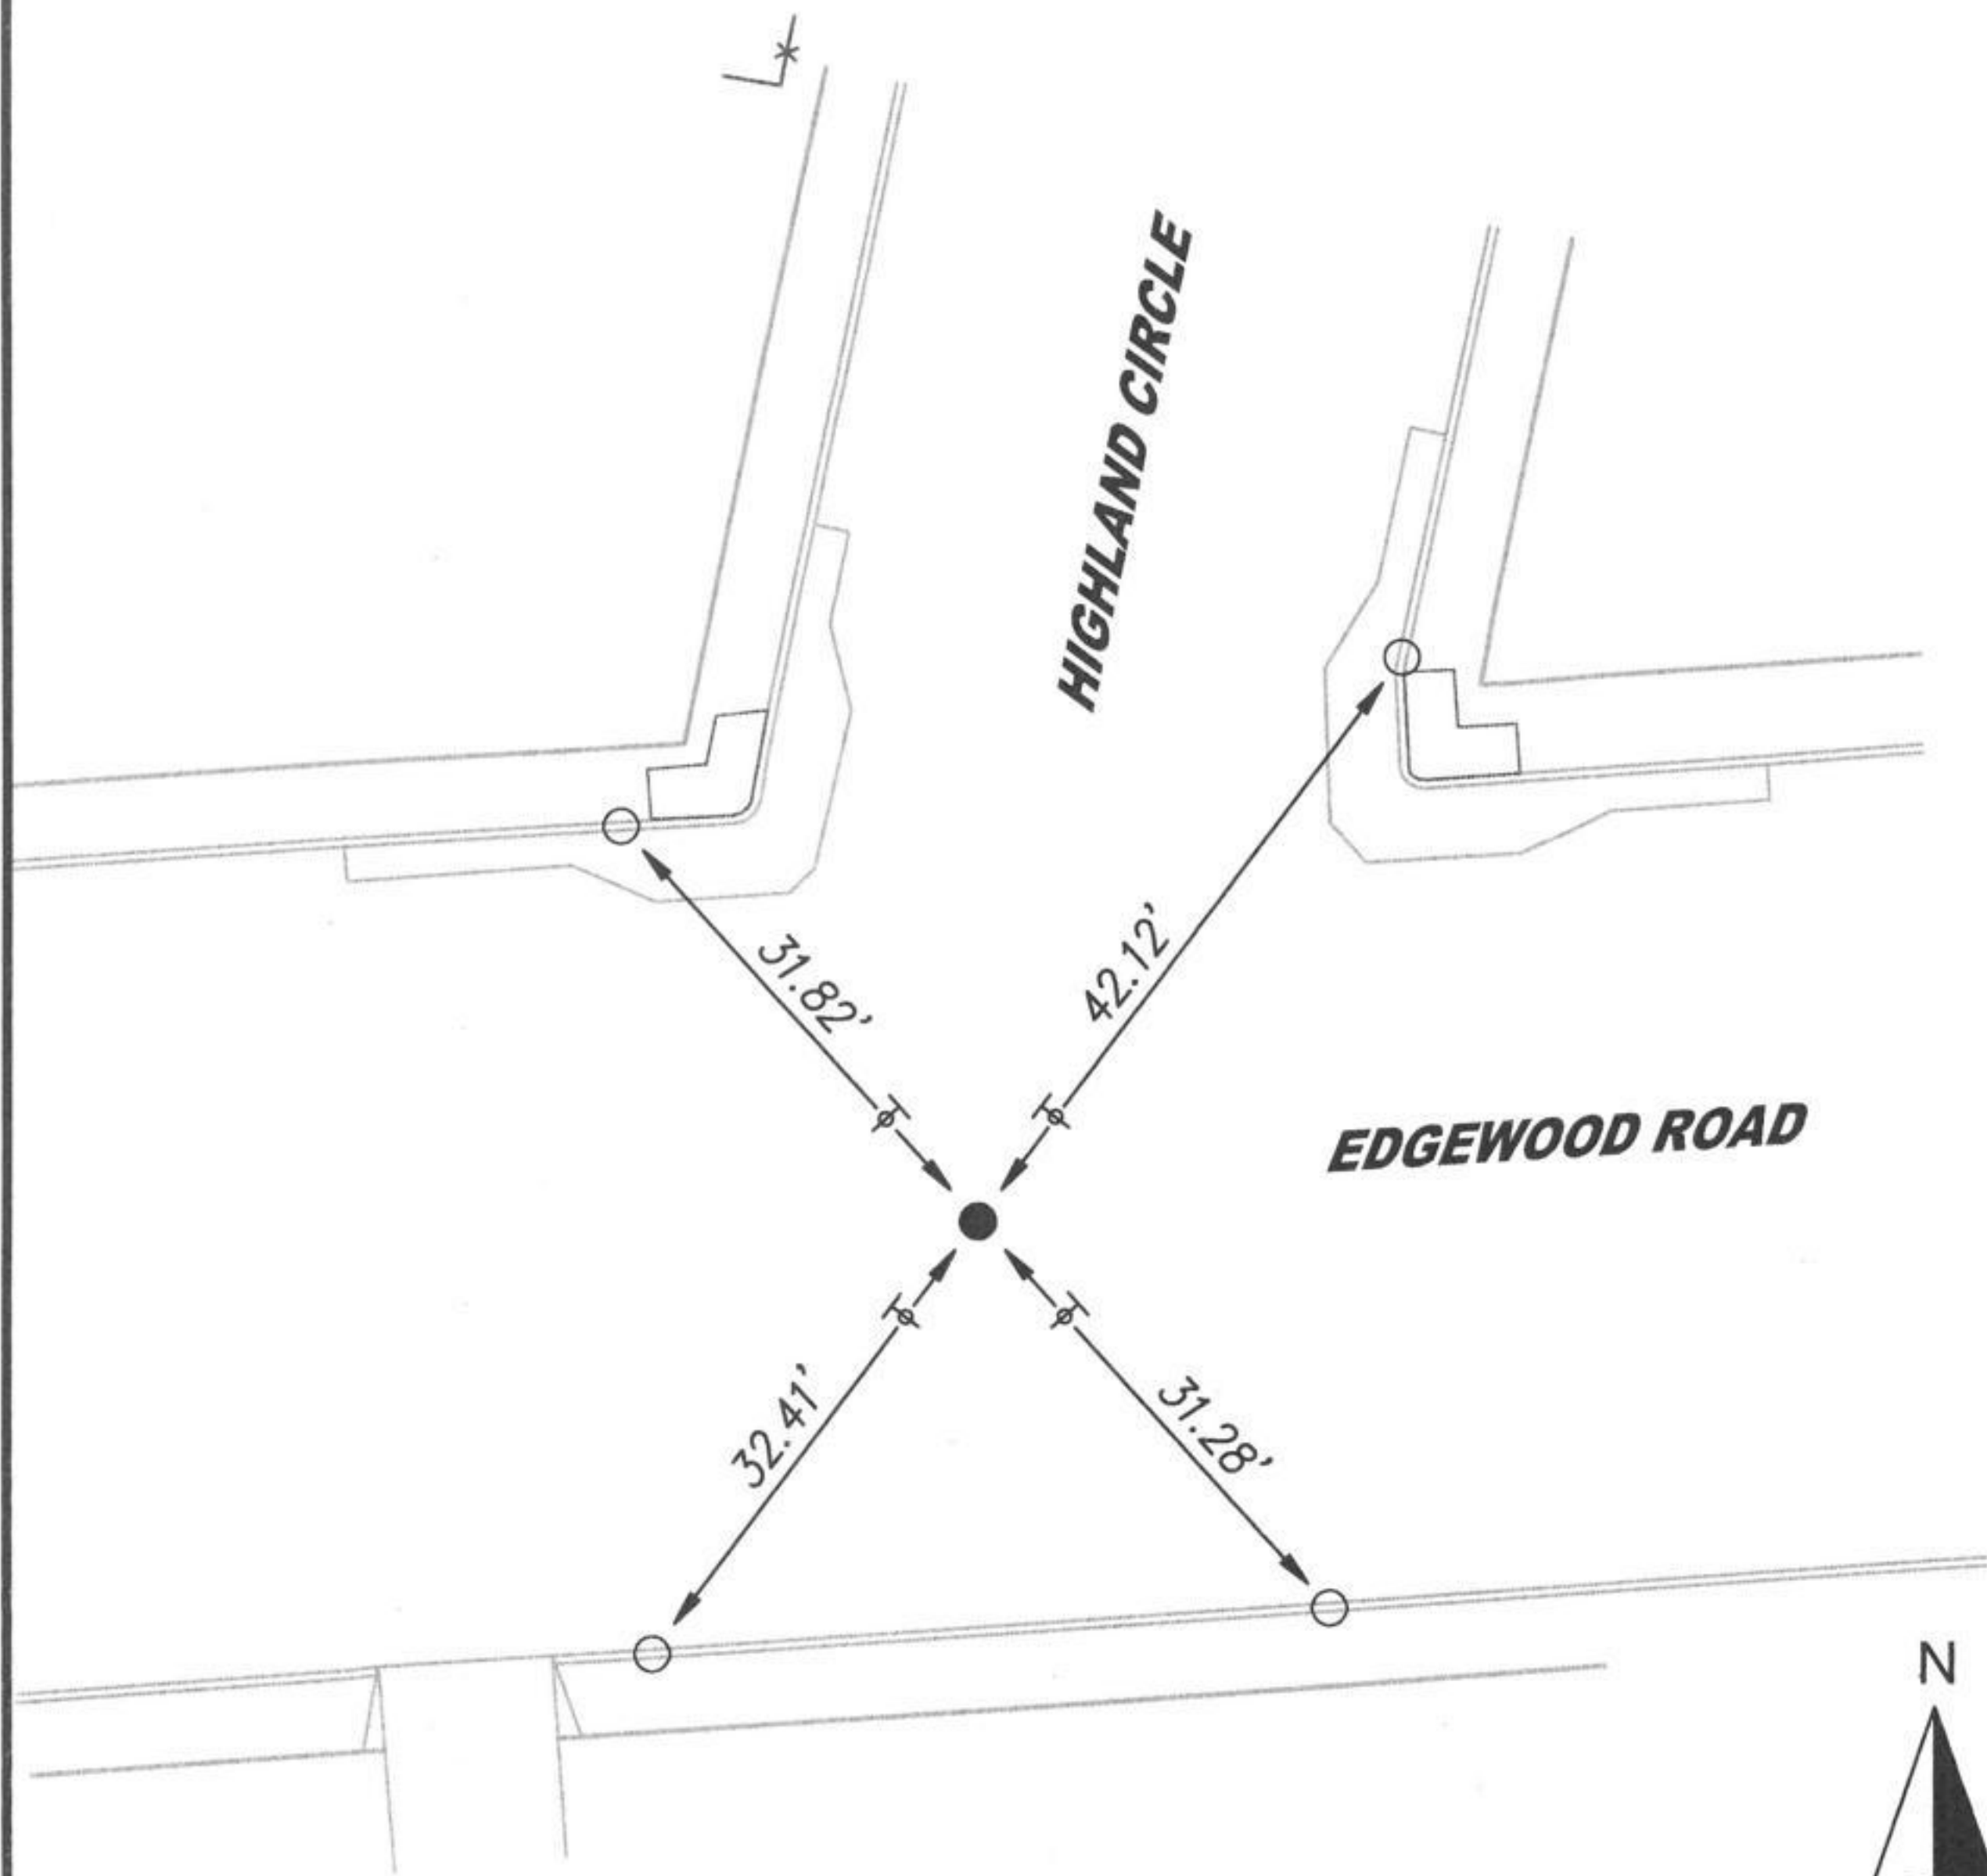 HIGHLAND CIRCLE
31.82’
42.12’
EDGEWOOD ROAD
32.41’
31.28’
N